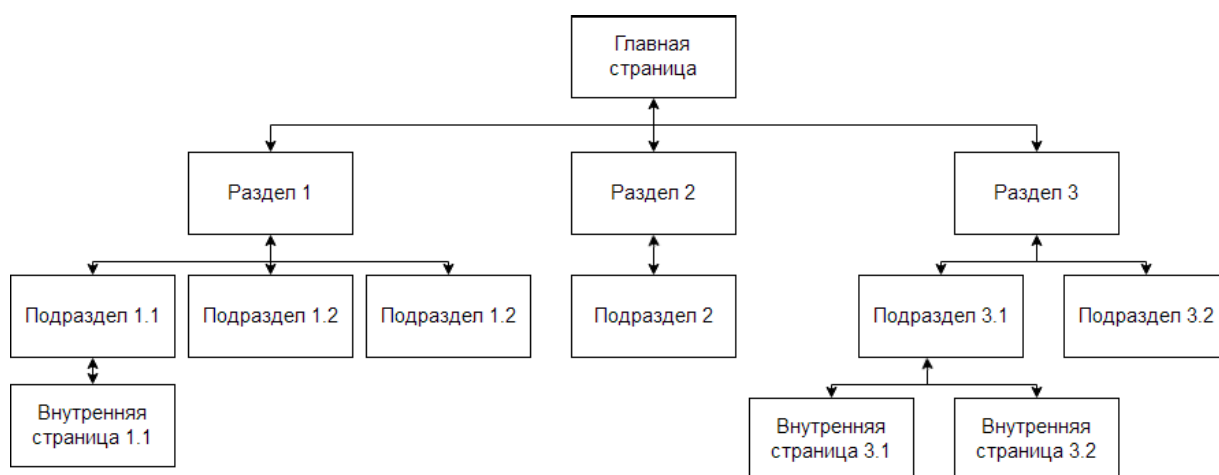 Главная
страница
Раздел 1
Раздел 2
Раздел 3
Подраздел 1.1
Подраздел 1.2
Подраздел 1.2
Подраздел 2
Подраздел 3.1
Подраздел 3.2
Внутренняя
страница 1.1
Внутренняя
страница 3.1
Внутренняя
страница 3.2